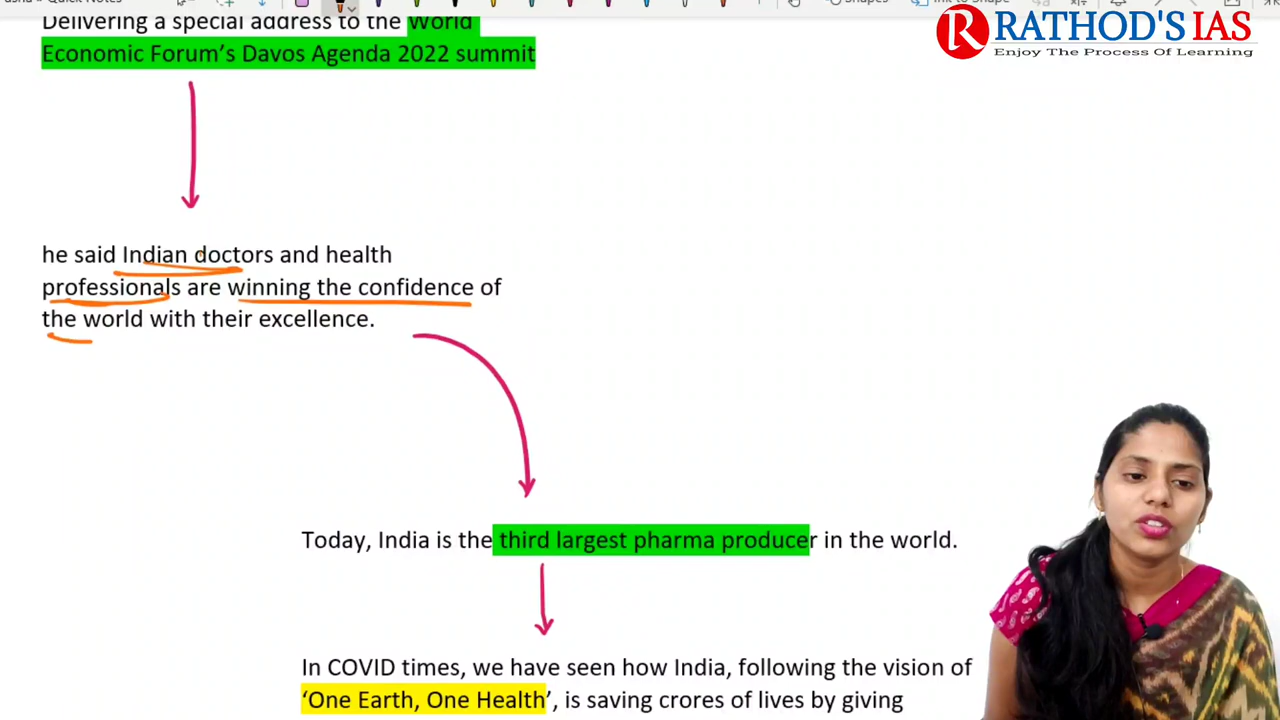 Delivering a special address to the World
Economic Forum's Davos Agenda 2022 summit
RATHOD'S IAS
Enjoy The Process Of Learning
he said Indian doctors and health
professionals are winning the confidence of
the world with their excellence.
Today, India is the third largest pharma producer in the world.
In COVID times, we have seen how India, following the vision of
'One Earth, One Health', is saving crores of lives by giving